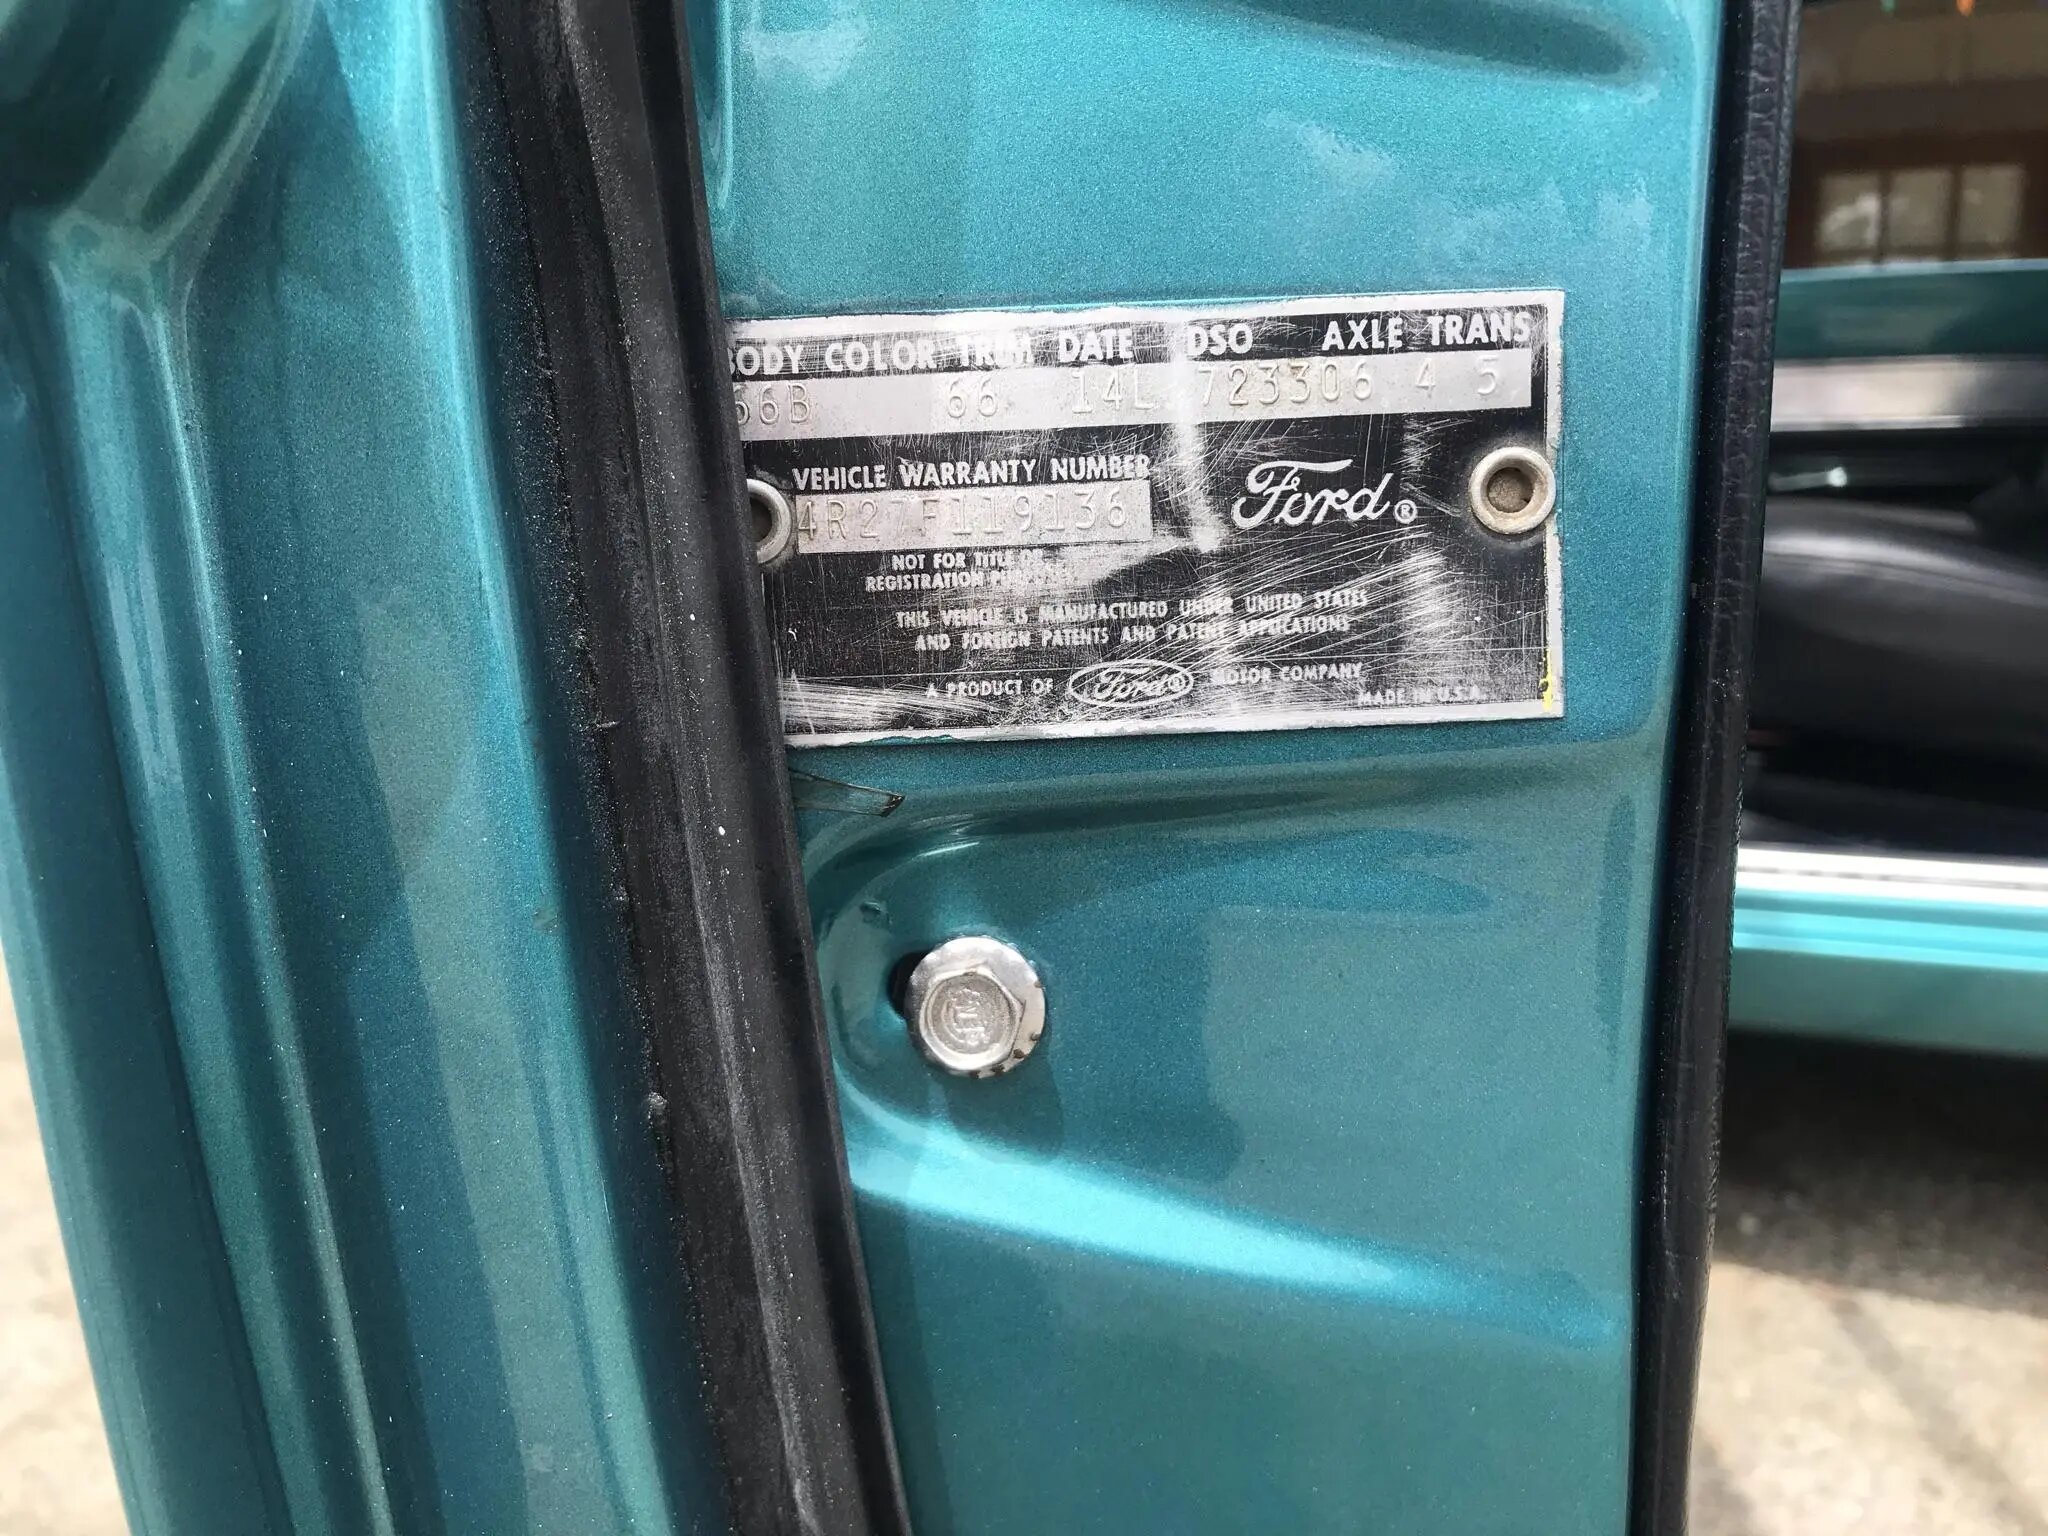 BODY COLOR TRIM DATE DSO AXLE TRANS
66B 66 14L 723306 4 5
VEHICLE WARRANTY NUMBER
4R27F119136
Ford®
NOT FOR TITLE OR
REGISTRATION
THIS VEHICLE IS MANUFACTURED UNDER UNITED STATES
AND FOREIGN PATENTS AND PATENT APPLICATIONS
A PRODUCT OF Ford® MOTOR COMPANY
MADE IN U.S.A.